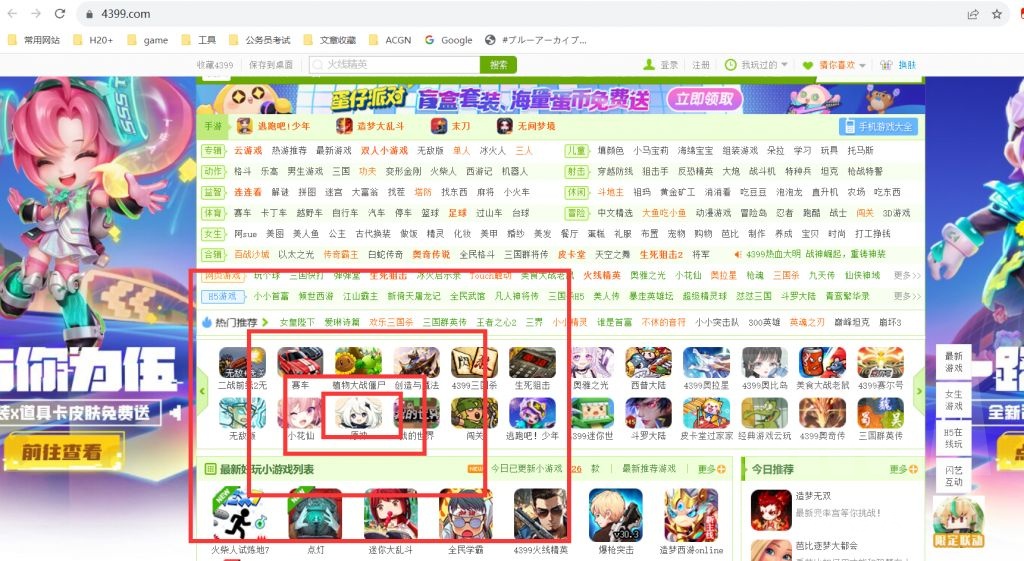 4399.com
常用网站 H20+ game 工具 公务员考试 文章收藏 ACGN Google #ブルーアーカイブ...
收藏4399 保存到桌面 火线精英 搜索 登录 注册 我玩过的 猜你喜欢 换肤
蛋仔派对 盲盒套装、海量蛋币免费送 立即领取
手游 逃跑吧!少年 造梦大乱斗 末刀 无间梦境 手机游戏大全
专辑 云游戏 热游推荐 最新游戏 双人小游戏 无敌版 单人 冰火人 三人 儿童 填颜色 小马宝莉 海绵宝宝 组装游戏 朵拉 学习 玩具 托马斯
动作 格斗 乐高 男生游戏 三国 功夫 变形金刚 火柴人 西游记 机器人 射击 穿越防线 狙击手 反恐精英 大炮 战斗机 特种兵 坦克 枪战特警
益智 连连看 解谜 拼图 迷宫 大富翁 找茬 塔防 找东西 麻将 小火车 休闲 斗地主 祖玛 黄金矿工 消消看 吃豆豆 泡泡龙 直升机 农场 吃东西
体育 赛车 卡丁车 越野车 自行车 汽车 停车 篮球 足球 过山车 台球 冒险 中文精选 大鱼吃小鱼 动漫游戏 冒险岛 忍者 跑酷 战士 闯关 3D游戏
女生 阿sue 美图 美人鱼 公主 古代换装 做饭 精灵 化妆 美甲 婚纱 美发 餐厅 蛋糕 礼服 布置 宠物 购物 芭比 制作 养成 宝贝 时尚 打工挣钱
合辑 百战沙城 以太之光 传奇霸主 白蛇传奇 奥奇传说 全民格斗 三国群将传 皮卡堂 天空之舞 生死狙击2 将军 4399热血大明 战神崛起，重铸神装
网页游戏 玩个球 三国快打 弹弹堂 生死狙击 冰火启示录 Touch触动 美食大战老鼠 火线精英 奥雅之光 小花仙 奥拉星 枪魂 三国杀 九天传 仙侠神域 更多>>
H5游戏 小小首富 倾世西游 江山霸主 新倚天屠龙记 全民武馆 凡人神将传 三国杀H5 美人传 暴走英雄坛 超级精灵球 怼怼三国 斗罗大陆 青鸾繁华录 更多>>
热门推荐 女皇陛下 爱琳诗篇 欢乐三国杀 三国群英传 王者之心2 三界 小小精灵 谁是首富 不休的音符 小小突击队 300英雄 英魂之刃 巅峰坦克 崩坏3
二战前线2无 赛车 植物大战僵尸 创造与魔法 4399三国杀 生死狙击 奥雅之光 西普大陆 4399奥拉星 4399奥比岛 美食大战老鼠 4399赛尔号
无敌版 小花仙 原神 我的世界 闯关 逃跑吧！少年 4399迷你世 斗罗大陆 皮卡堂过家家 经典游戏云玩 4399奥奇传 三国群英传
最新好玩小游戏列表 NEW 今日已更新小游戏 26 款 最新推荐游戏 更多 今日推荐 更多
火柴人试炼地7 点灯 迷你大乱斗 全民学霸 4399火线精英 爆枪突击 造梦西游online
v30.3
造梦无双
最新兜率宫等你挑战！
芭比逐梦大都会
你力伍
装x道具卡皮肤免费送
前往查看
最新
游戏
女生
游戏
H5在
线玩
闪艺
互动
限定联动